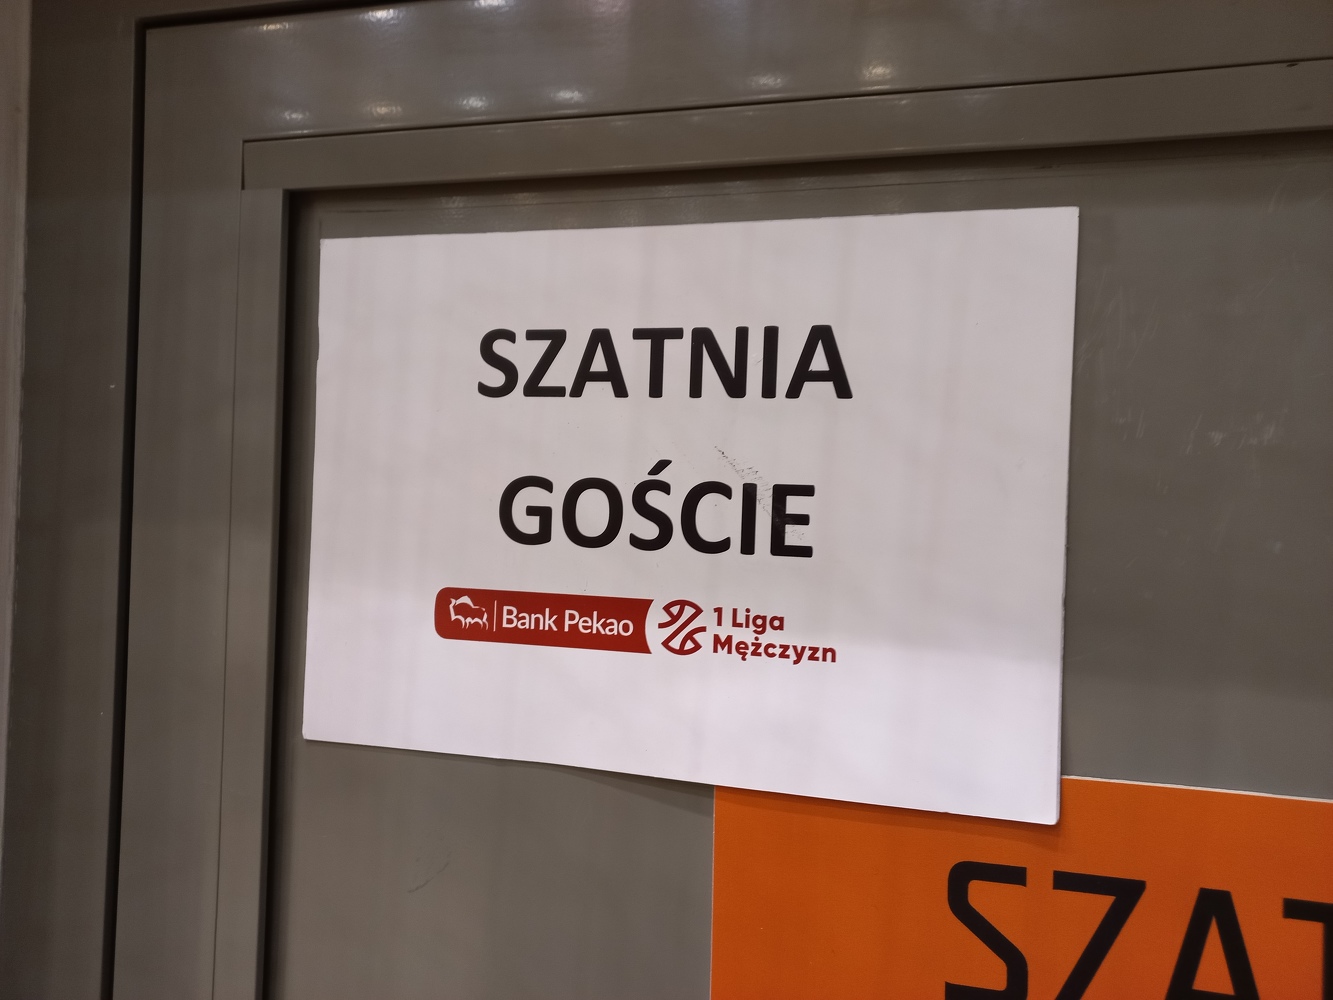 SZATNIA
GOŚCIE
Bank Pekao
1 Liga
Mężczyzn
SZAT